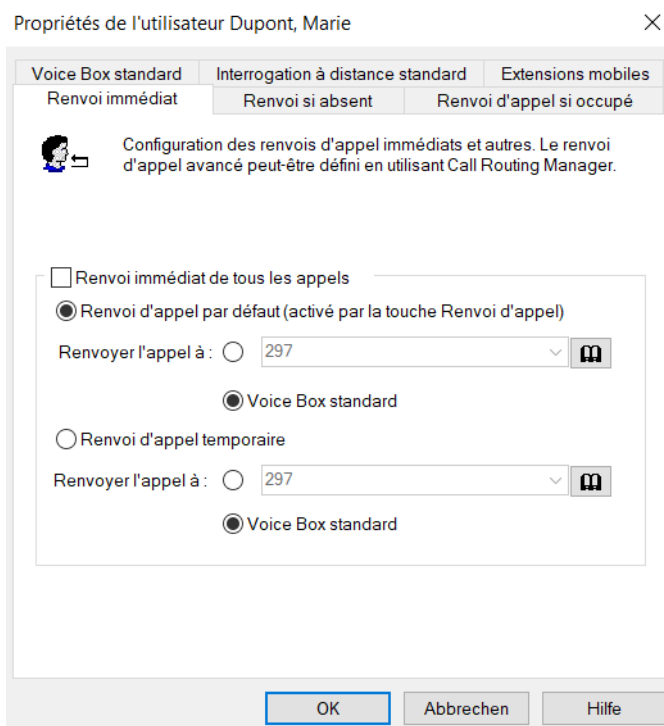 Propriétés de l'utilisateur Dupont, Marie
Voice Box standard Interrogation à distance standard Extensions mobiles
Renvoi immédiat Renvoi si absent Renvoi d'appel si occupé
Configuration des renvois d'appel immédiats et autres. Le renvoi
d'appel avancé peut-être défini en utilisant Call Routing Manager.
Renvoi immédiat de tous les appels
Renvoi d'appel par défaut (activé par la touche Renvoi d'appel)
Renvoyer l'appel à : 297
Voice Box standard
Renvoi d'appel temporaire
Renvoyer l'appel à : 297
Voice Box standard
OK Abbrechen Hilfe